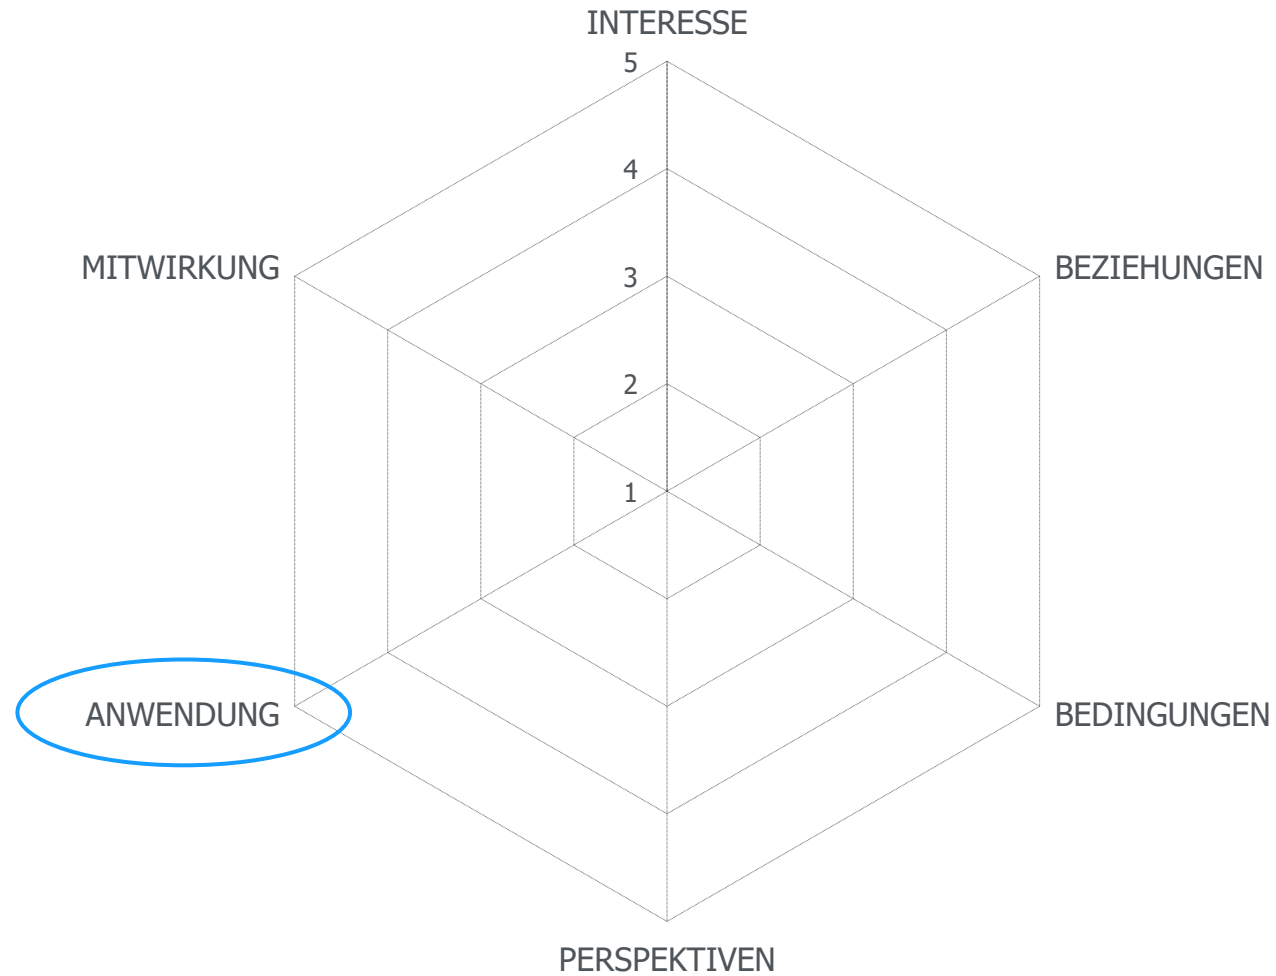 INTERESSE
5
4
MITWIRKUNG
3
BEZIEHUNGEN
2
1
ANWENDUNG
BEDINGUNGEN
PERSPEKTIVEN